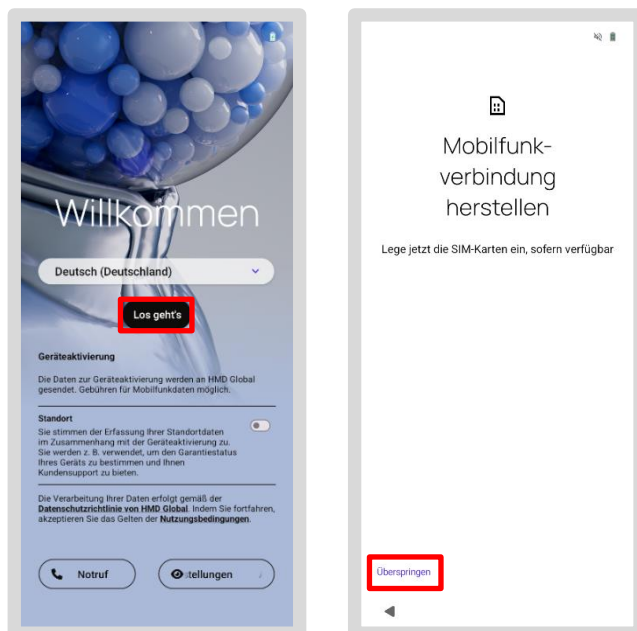 Willkommen
Deutsch (Deutschland)
Los geht's
Geräteaktivierung
Die Daten zur Geräteaktivierung werden an HMD Global
gesendet. Gebühren für Mobilfunkdaten möglich.
Standort
Sie stimmen der Erfassung Ihrer Standortdaten
im Zusammenhang mit der Geräteaktivierung zu.
Sie werden z. B. verwendet, um den Garantiestatus
Ihres Geräts zu bestimmen und Ihnen
Kundensupport zu bieten.
Die Verarbeitung Ihrer Daten erfolgt gemäß der
Datenschutzrichtlinie von HMD Global. Indem Sie fortfahren,
akzeptieren Sie das Gelten der Nutzungsbedingungen.
Notruf
tellungen
Mobilfunk-
verbindung
herstellen
Lege jetzt die SIM-Karten ein, sofern verfügbar
Überspringen